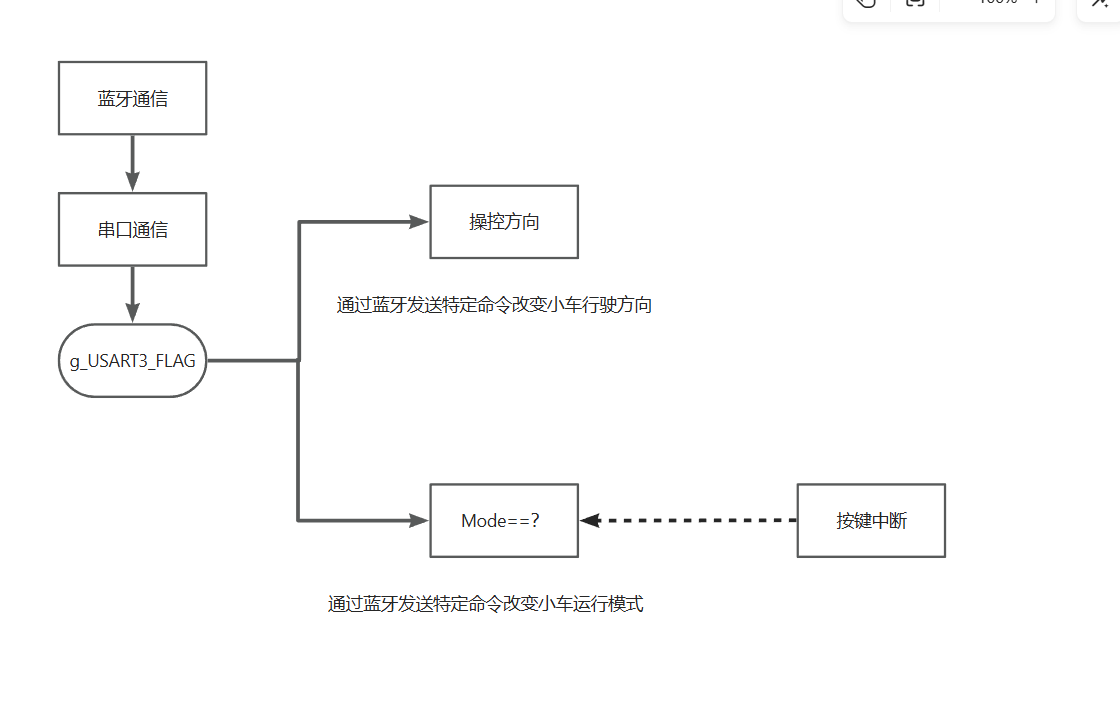 蓝牙通信
串口通信
操控方向
通过蓝牙发送特定命令改变小车行驶方向
g_USART3_FLAG
Mode==?
按键中断
通过蓝牙发送特定命令改变小车运行模式